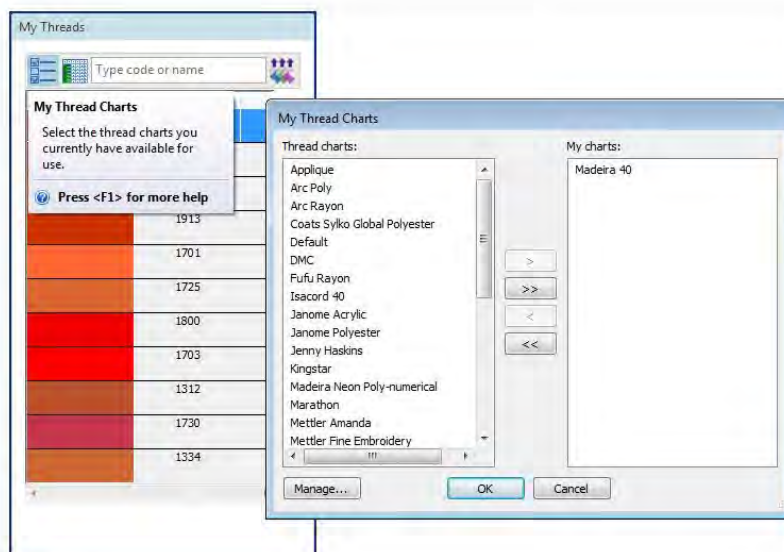 My Threads
Type code or name
My Thread Charts
Select the thread charts you
currently have available for
use.
Press <F1> for more help
1913
1701
1725
1800
1703
1312
1730
1334
My Thread Charts
Thread charts:
Applique
Arc Poly
Arc Rayon
Coats Sylko Global Polyester
Default
DMC
Fufu Rayon
Isacord 40
Janome Acrylic
Janome Polyester
Jenny Haskins
Kingstar
Madeira Neon Poly-numerical
Marathon
Mettler Amanda
Mettler Fine Embroidery
>
>>
<
<<
My charts:
Madeira 40
Manage...
OK
Cancel